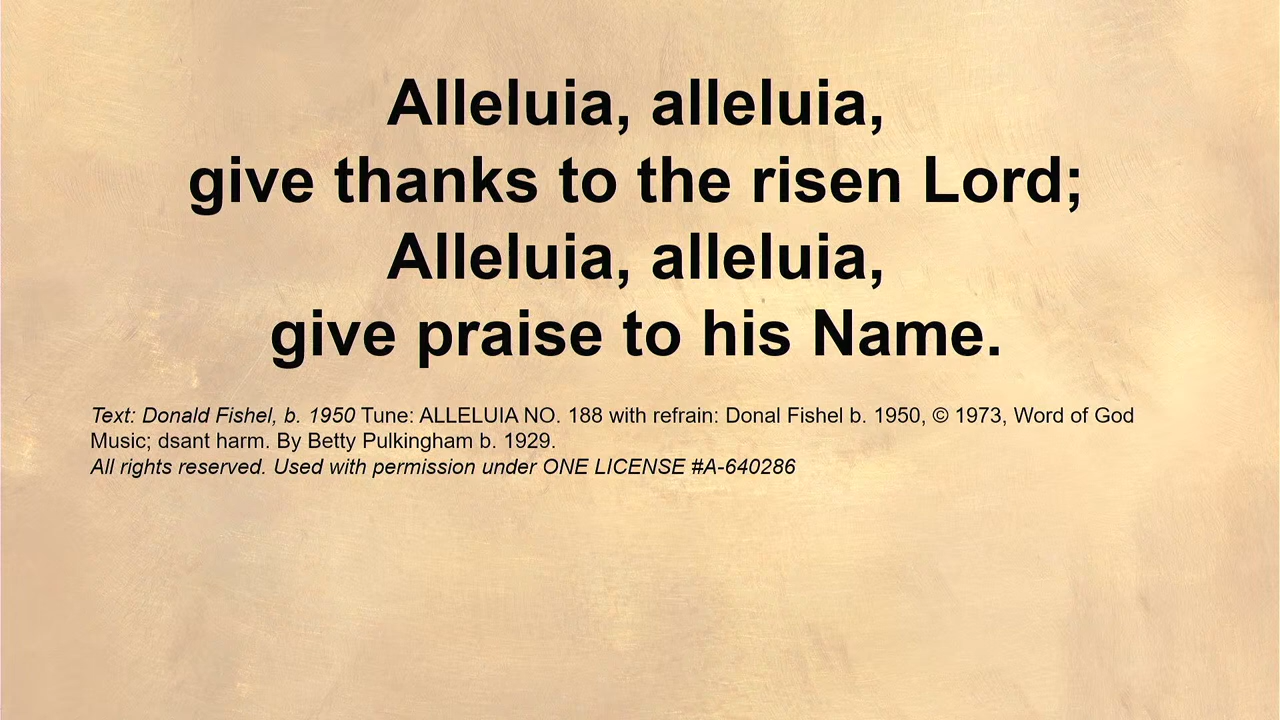 Alleluia, alleluia,
give thanks to the risen Lord;
Alleluia, alleluia,
give praise to his Name.
Text: Donald Fishel, b. 1950 Tune: ALLELUIA NO. 188 with refrain: Donal Fishel b. 1950, © 1973, Word of God
Music; dsant harm. By Betty Pulkingham b. 1929.
All rights reserved. Used with permission under ONE LICENSE #A-640286